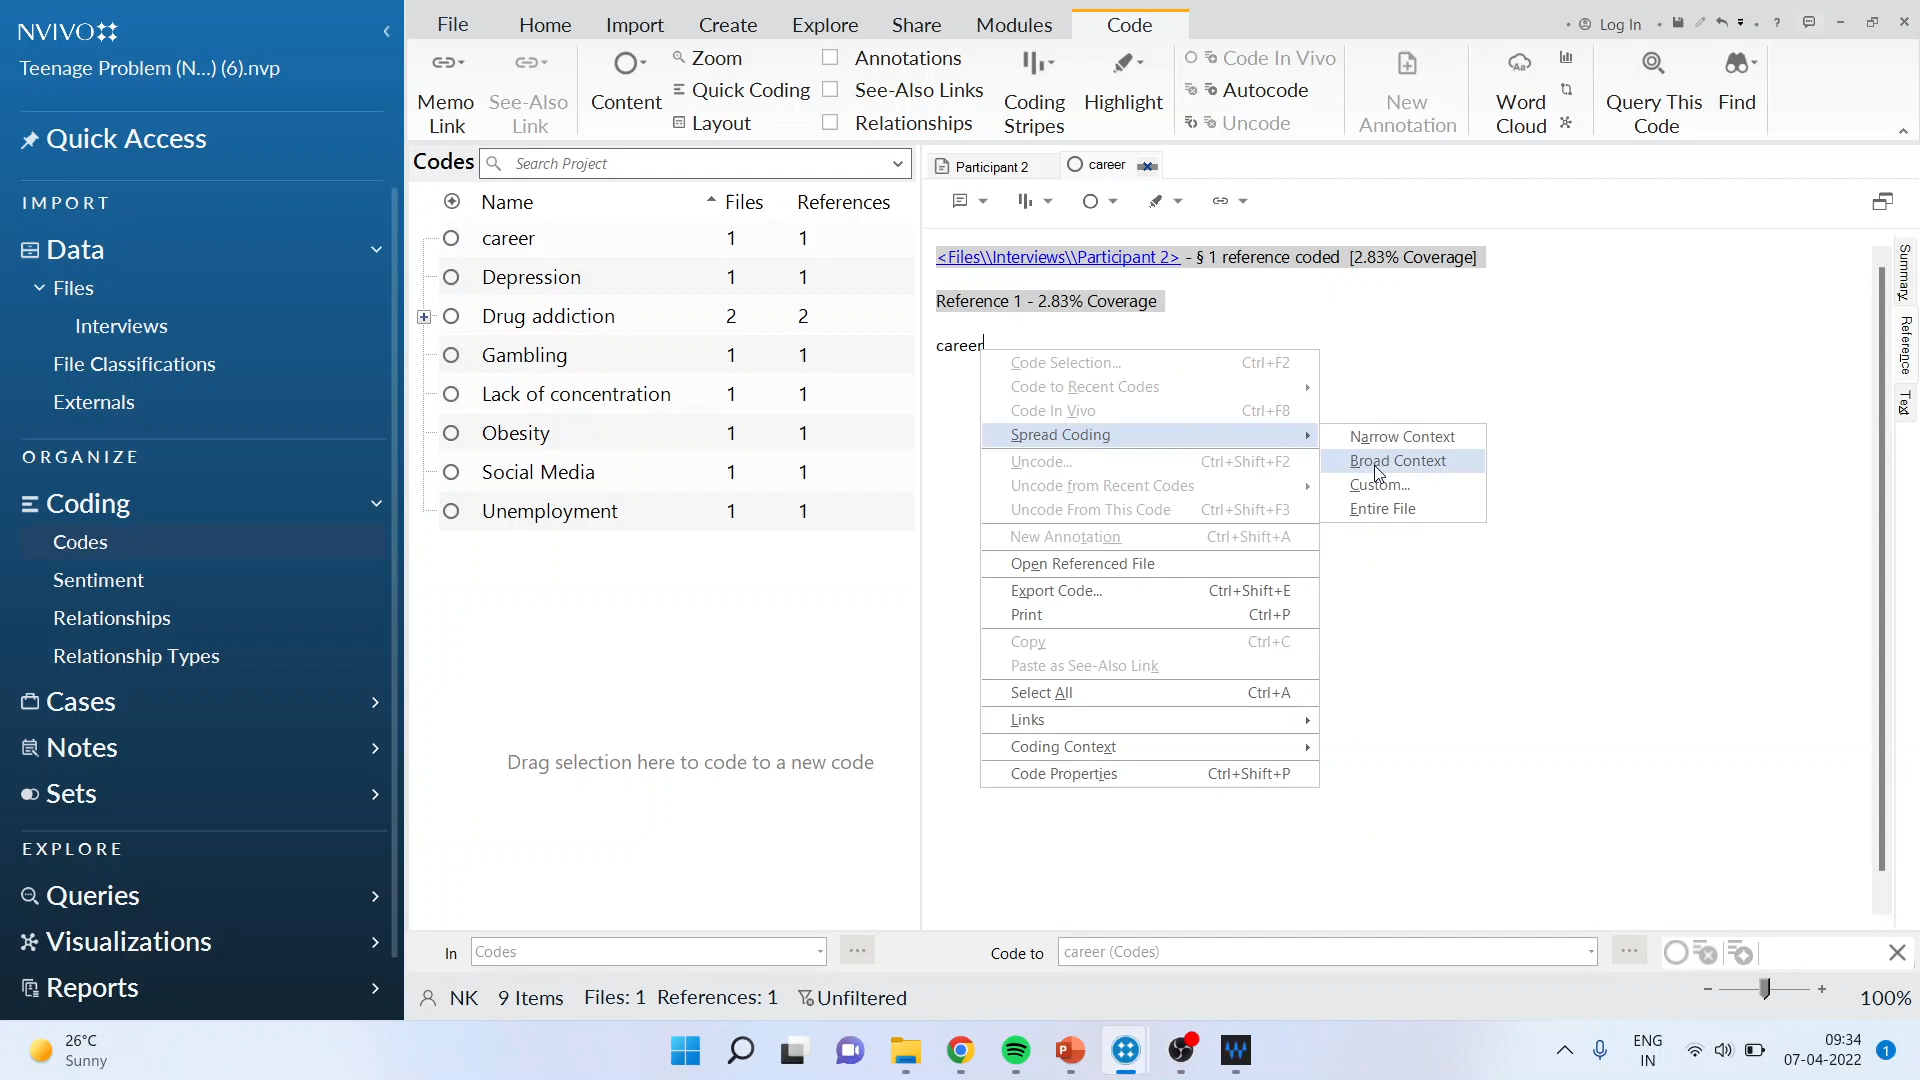 NVIVO
Teenage Problem (N...) (6).nvp
Quick Access
IMPORT
Data
Files
Interviews
File Classifications
Externals
ORGANIZE
Coding
Codes
Sentiment
Relationships
Relationship Types
Cases
Notes
Sets
EXPLORE
Queries
Visualizations
Reports
File Home Import Create Explore Share Modules Code
Log In
Memo Link
See-Also Link
Content
Zoom
Quick Coding
Layout
Annotations
See-Also Links
Relationships
Coding Stripes
Highlight
Code In Vivo
Autocode
Uncode
New Annotation
Word Cloud
Query This Code
Find
Codes
Search Project
Name Files References
career 1 1
Depression 1 1
Drug addiction 2 2
Gambling 1 1
Lack of concentration 1 1
Obesity 1 1
Social Media 1 1
Unemployment 1 1
Drag selection here to code to a new code
Participant 2
career
<Files\\Interviews\\Participant 2> - § 1 reference coded [2.83% Coverage]
Reference 1 - 2.83% Coverage
career
Code Selection... Ctrl+F2
Code to Recent Codes
Code In Vivo Ctrl+F8
Spread Coding
Uncode... Ctrl+Shift+F2
Uncode from Recent Codes
Uncode From This Code Ctrl+Shift+F3
New Annotation Ctrl+Shift+A
Open Referenced File
Export Code... Ctrl+Shift+E
Print Ctrl+P
Copy Ctrl+C
Paste as See-Also Link
Select All Ctrl+A
Links
Coding Context
Code Properties Ctrl+Shift+P
Narrow Context
Broad Context
Custom...
Entire File
Summary
Reference
Text
In Codes
Code to career (Codes)
NK 9 Items Files: 1 References: 1 Unfiltered
100%
26°C
Sunny
ENG
IN
09:34
07-04-2022
1